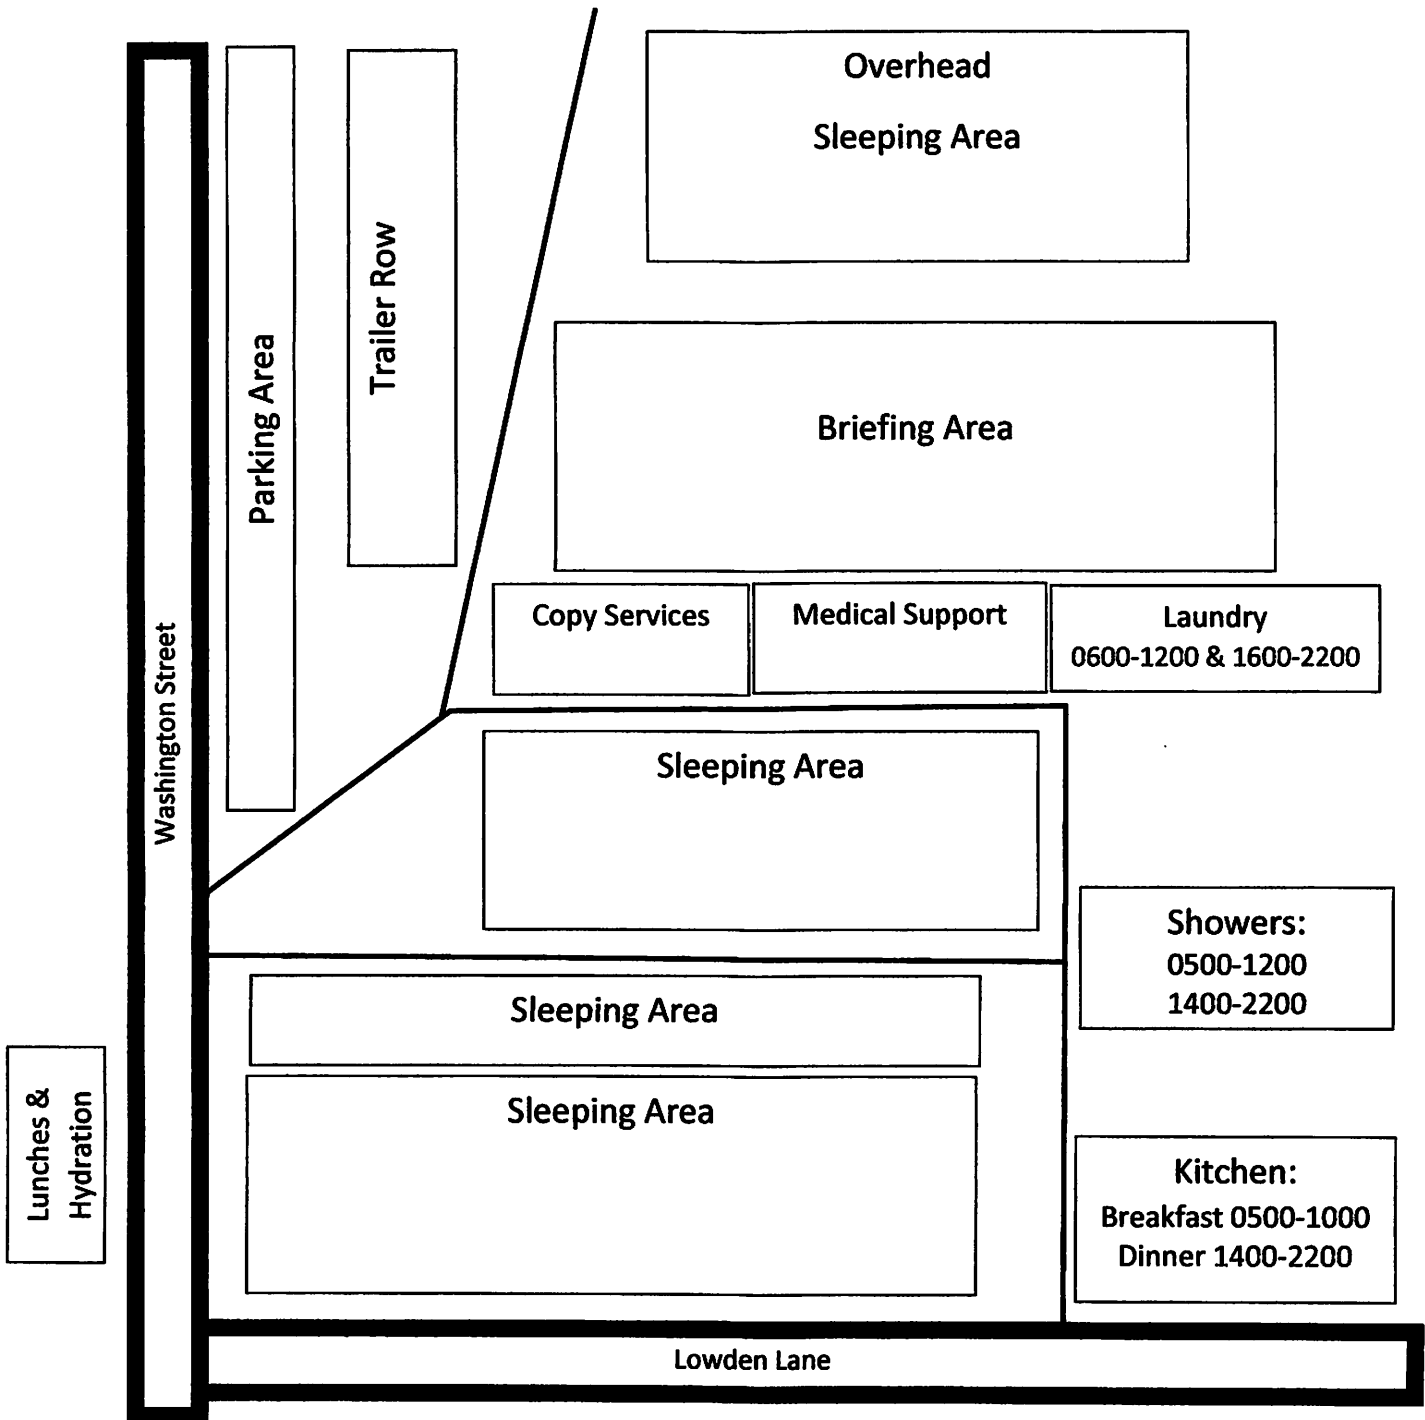 Overhead
Sleeping Area
Trailer Row
Parking Area
Briefing Area
Copy Services
Medical Support
Laundry
0600-1200 & 1600-2200
Washington Street
Sleeping Area
Showers:
0500-1200
1400-2200
Sleeping Area
Lunches &
Hydration
Sleeping Area
Kitchen:
Breakfast 0500-1000
Dinner 1400-2200
Lowden Lane